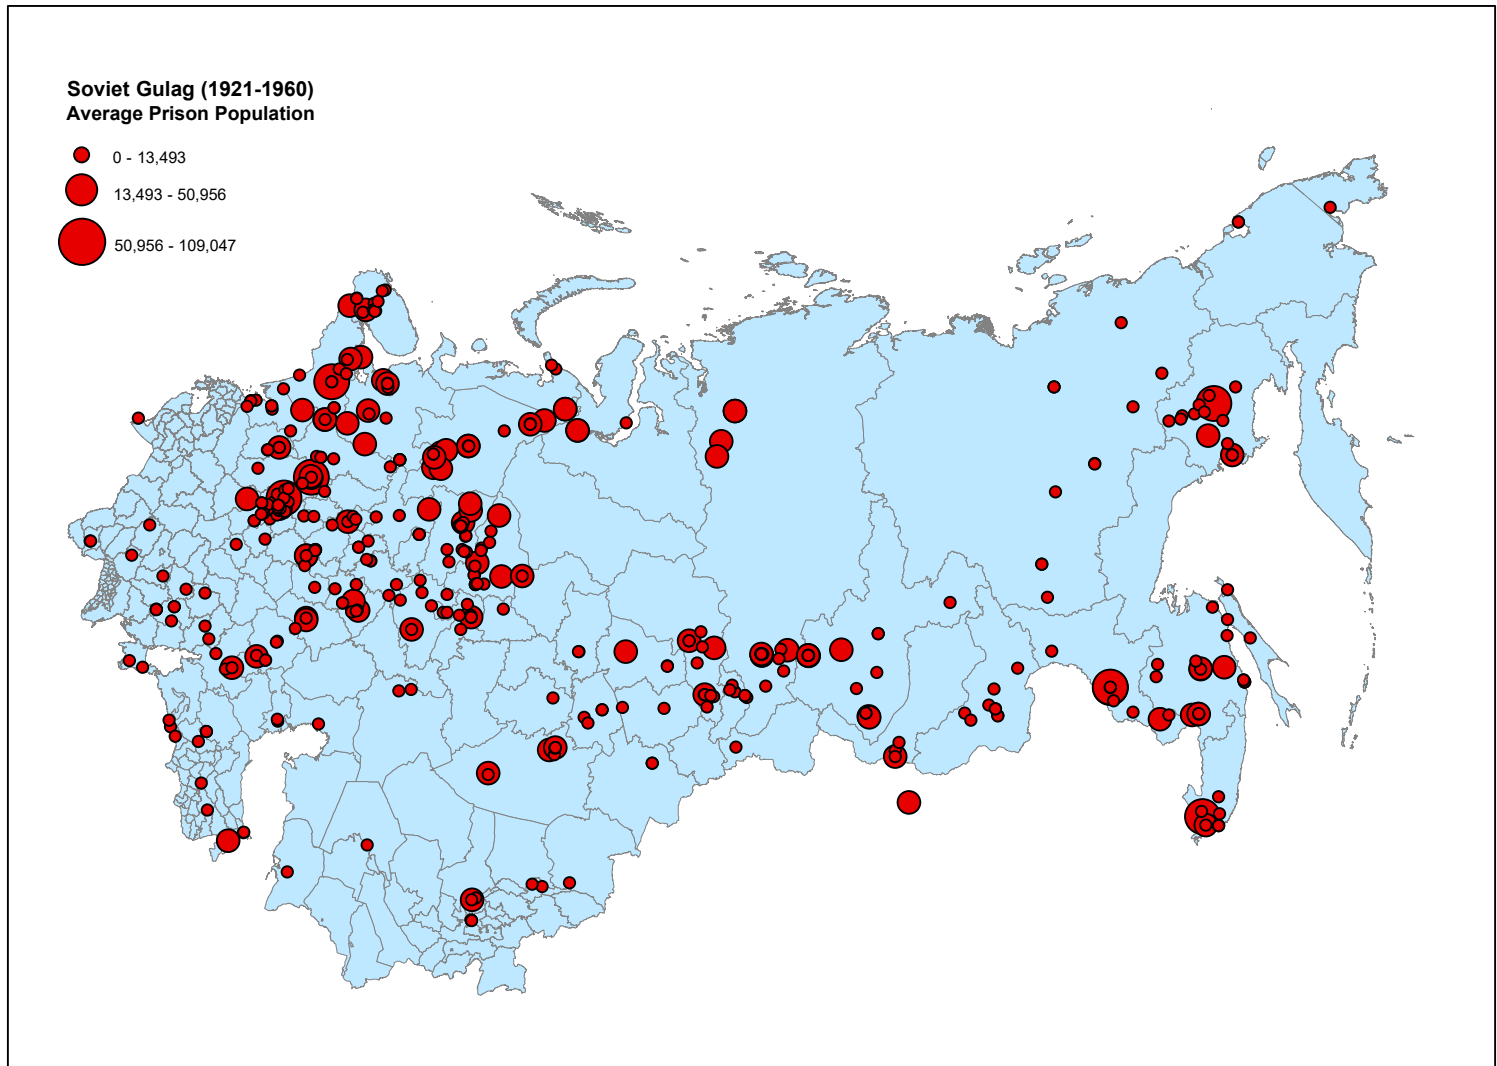 Soviet Gulag (1921-1960)
Average Prison Population
0 - 13,493
13,493 - 50,956
50,956 - 109,047